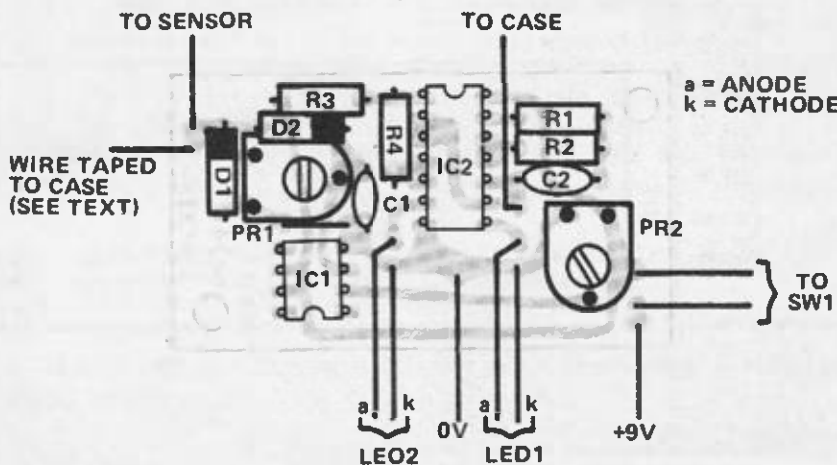 TO SENSOR
TO CASE
a = ANODE
k = CATHODE
R3
D2
R4
IC2
R1
R2
C2
WIRE TAPED
TO CASE
(SEE TEXT)
D1
C1
PR1
PR2
IC1
TO
SW1
a
k
a
k
LEO2
0V
LED1
+9V